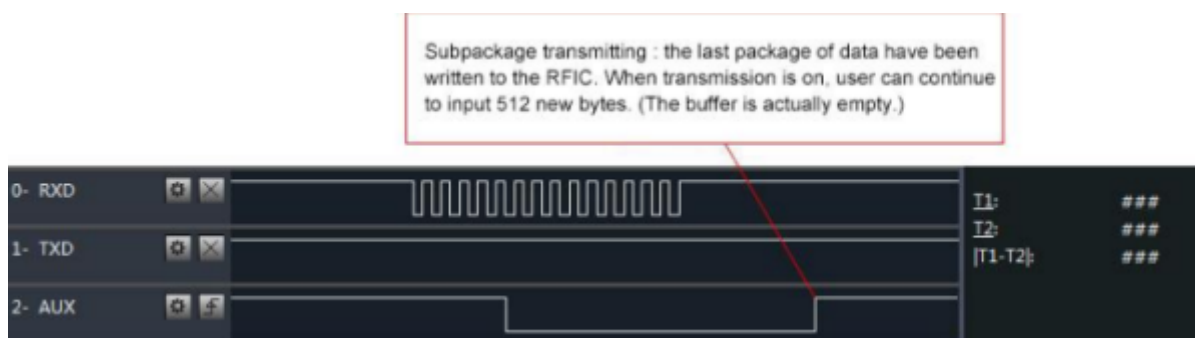 Subpackage transmitting : the last package of data have been
written to the RFIC. When transmission is on, user can continue
to input 512 new bytes. (The buffer is actually empty.)
0- RXD
T1: ###
1- TXD
T2: ###
|T1-T2|: ###
2- AUX